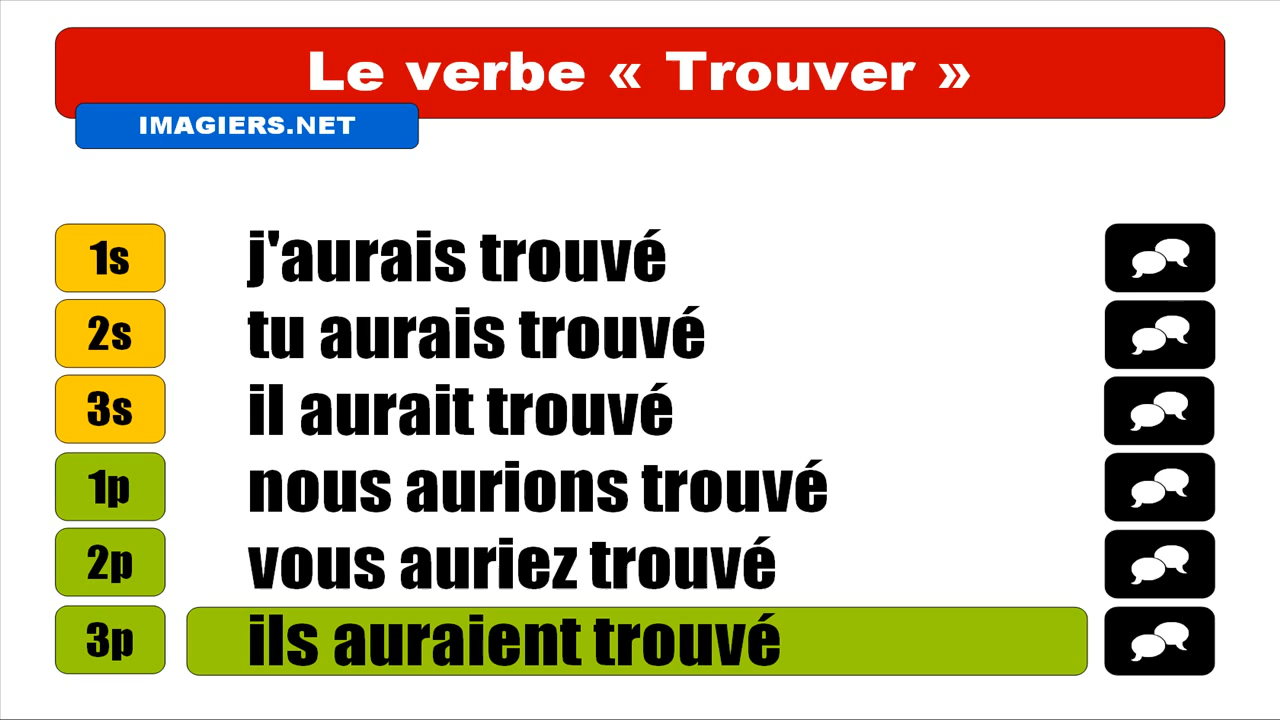 Le verbe « Trouver »
IMAGIERS.NET
1s j'aurais trouvé
2s tu aurais trouvé
3s il aurait trouvé
1p nous aurions trouvé
2p vous auriez trouvé
3p ils auraient trouvé